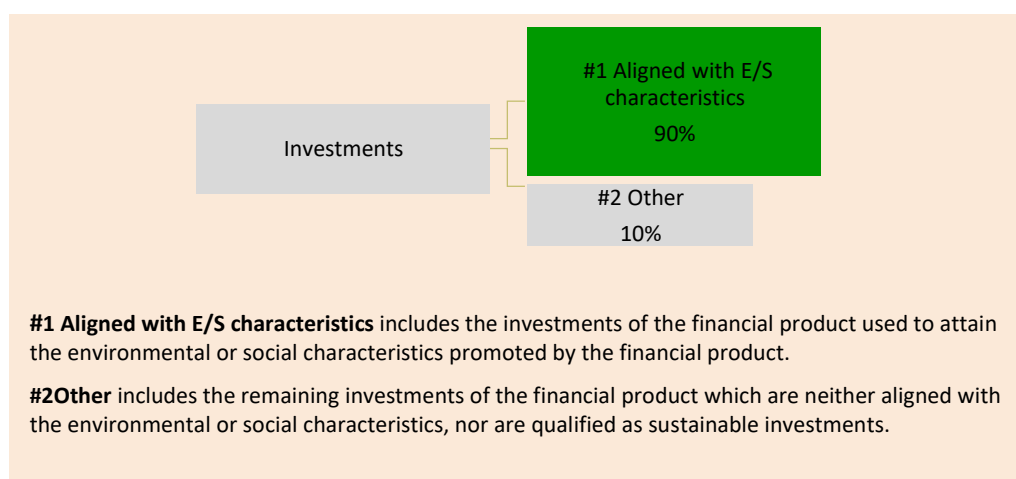 #1 Aligned with E/S
characteristics
90%
Investments
#2 Other
10%
#1 Aligned with E/S characteristics includes the investments of the financial product used to attain
the environmental or social characteristics promoted by the financial product.
#2Other includes the remaining investments of the financial product which are neither aligned with
the environmental or social characteristics, nor are qualified as sustainable investments.